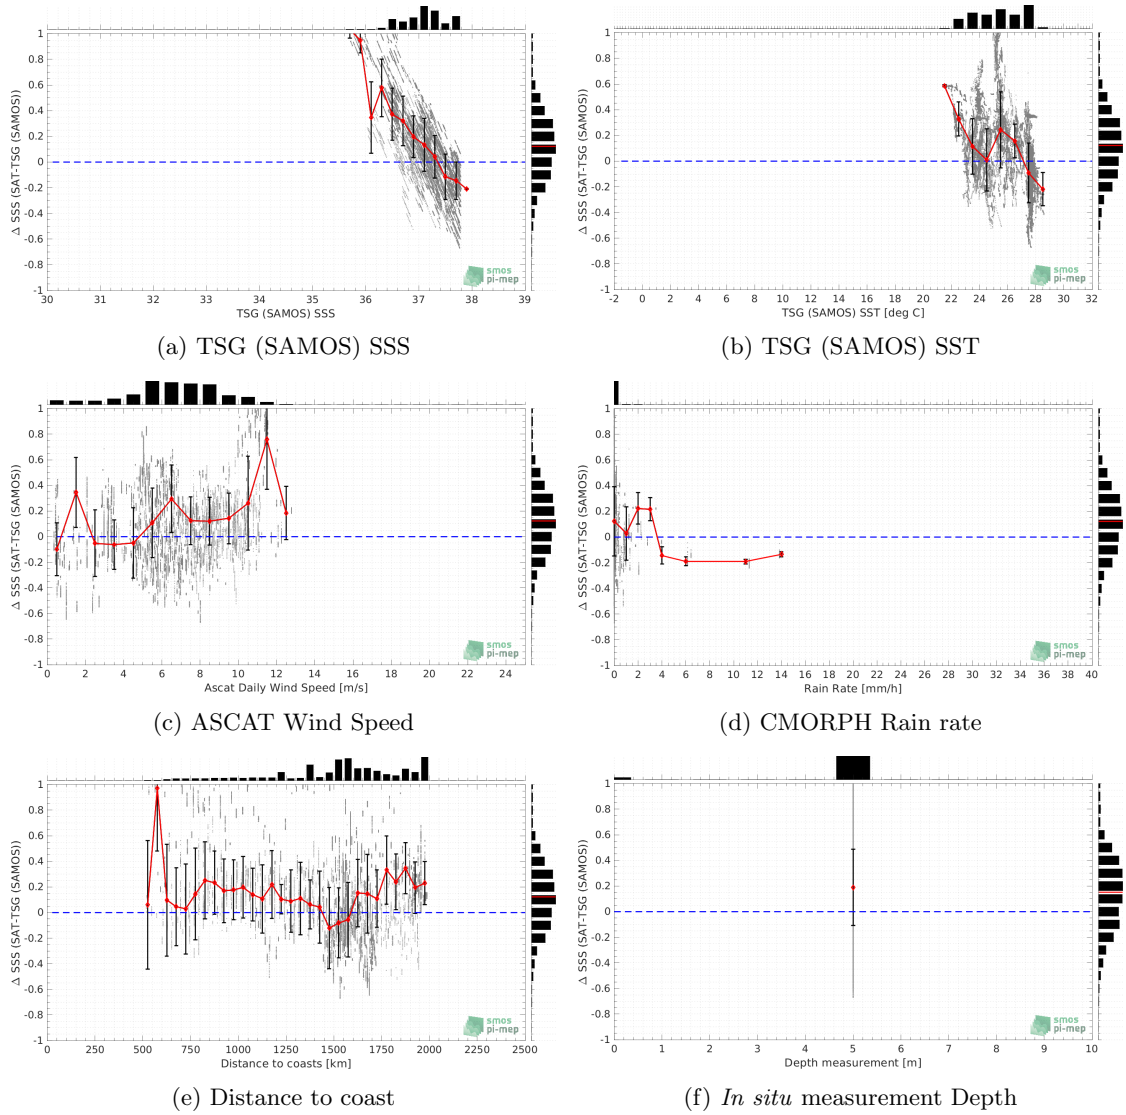 Δ SSS (SAT-TSG (SAMOS))
1
0.8
0.6
0.4
0.2
0
-0.2
-0.4
-0.6
-0.8
-1
30 31 32 33 34 35 36 37 38 39
TSG (SAMOS) SSS
smos
pi-mep
(a) TSG (SAMOS) SSS
Δ SSS (SAT-TSG (SAMOS))
1
0.8
0.6
0.4
0.2
0
-0.2
-0.4
-0.6
-0.8
-1
-2 0 2 4 6 8 10 12 14 16 18 20 22 24 26 28 30 32
TSG (SAMOS) SST [deg C]
smos
pi-mep
(b) TSG (SAMOS) SST
Δ SSS (SAT-TSG (SAMOS))
1
0.8
0.6
0.4
0.2
0
-0.2
-0.4
-0.6
-0.8
-1
0 2 4 6 8 10 12 14 16 18 20 22 24
Ascat Daily Wind Speed [m/s]
smos
pi-mep
(c) ASCAT Wind Speed
Δ SSS (SAT-TSG (SAMOS))
1
0.8
0.6
0.4
0.2
0
-0.2
-0.4
-0.6
-0.8
-1
0 2 4 6 8 10 12 14 16 18 20 22 24 26 28 30 32 34 36 38 40
Rain Rate [mm/h]
smos
pi-mep
(d) CMORPH Rain rate
Δ SSS (SAT-TSG (SAMOS))
1
0.8
0.6
0.4
0.2
0
-0.2
-0.4
-0.6
-0.8
-1
0 250 500 750 1000 1250 1500 1750 2000 2250 2500
Distance to coasts [km]
smos
pi-mep
(e) Distance to coast
Δ SSS (SAT-TSG (SAMOS))
1
0.8
0.6
0.4
0.2
0
-0.2
-0.4
-0.6
-0.8
-1
0 1 2 3 4 5 6 7 8 9 10
Depth measurement [m]
smos
pi-mep
(f) In situ measurement Depth